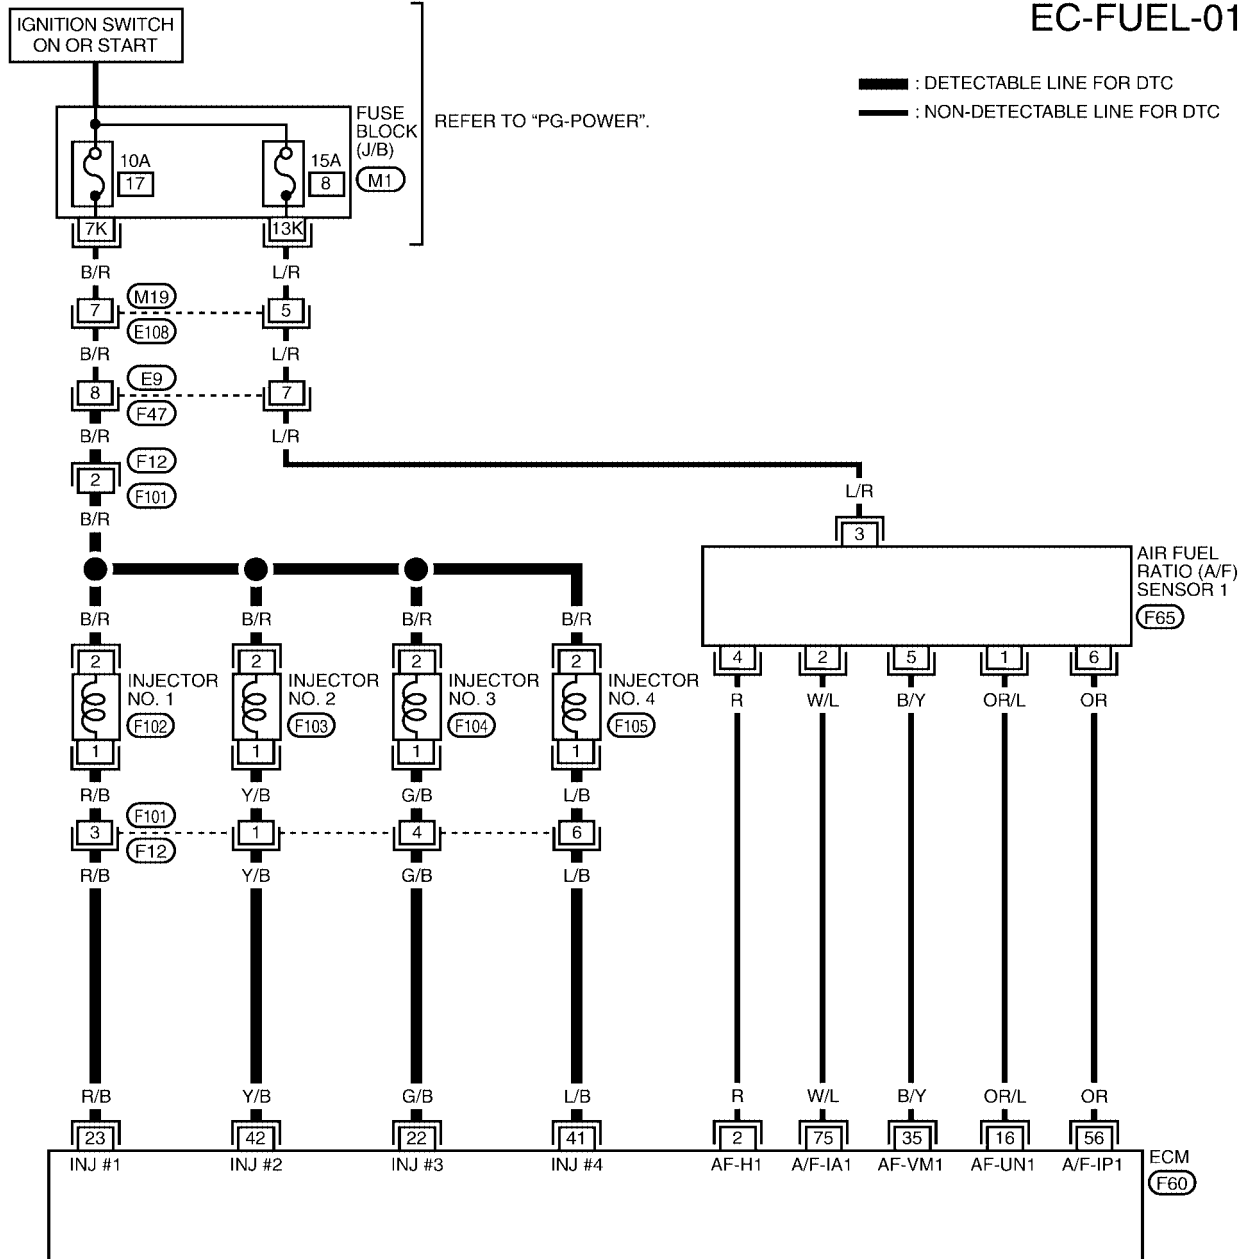 EC-FUEL-01
IGNITION SWITCH
ON OR START
: DETECTABLE LINE FOR DTC
: NON-DETECTABLE LINE FOR DTC
FUSE
BLOCK
(J/B)
M1
REFER TO “PG-POWER”.
10A
17
15A
8
7K
13K
B/R
L/R
7
M19
E108
5
B/R
L/R
8
E9
F47
7
B/R
L/R
2
F12
F101
B/R
L/R
3
AIR FUEL
RATIO (A/F)
SENSOR 1
F65
B/R
B/R
B/R
B/R
2
2
2
2
INJECTOR
NO. 1
F102
INJECTOR
NO. 2
F103
INJECTOR
NO. 3
F104
INJECTOR
NO. 4
F105
1
1
1
1
4
2
5
1
6
R
W/L
B/Y
OR/L
OR
R/B
Y/B
G/B
L/B
3
F101
F12
1
4
6
R/B
Y/B
G/B
L/B
R/B
Y/B
G/B
L/B
R
W/L
B/Y
OR/L
OR
23
42
22
41
2
75
35
16
56
INJ #1
INJ #2
INJ #3
INJ #4
AF-H1
A/F-IA1
AF-VM1
AF-UN1
A/F-IP1
ECM
F60